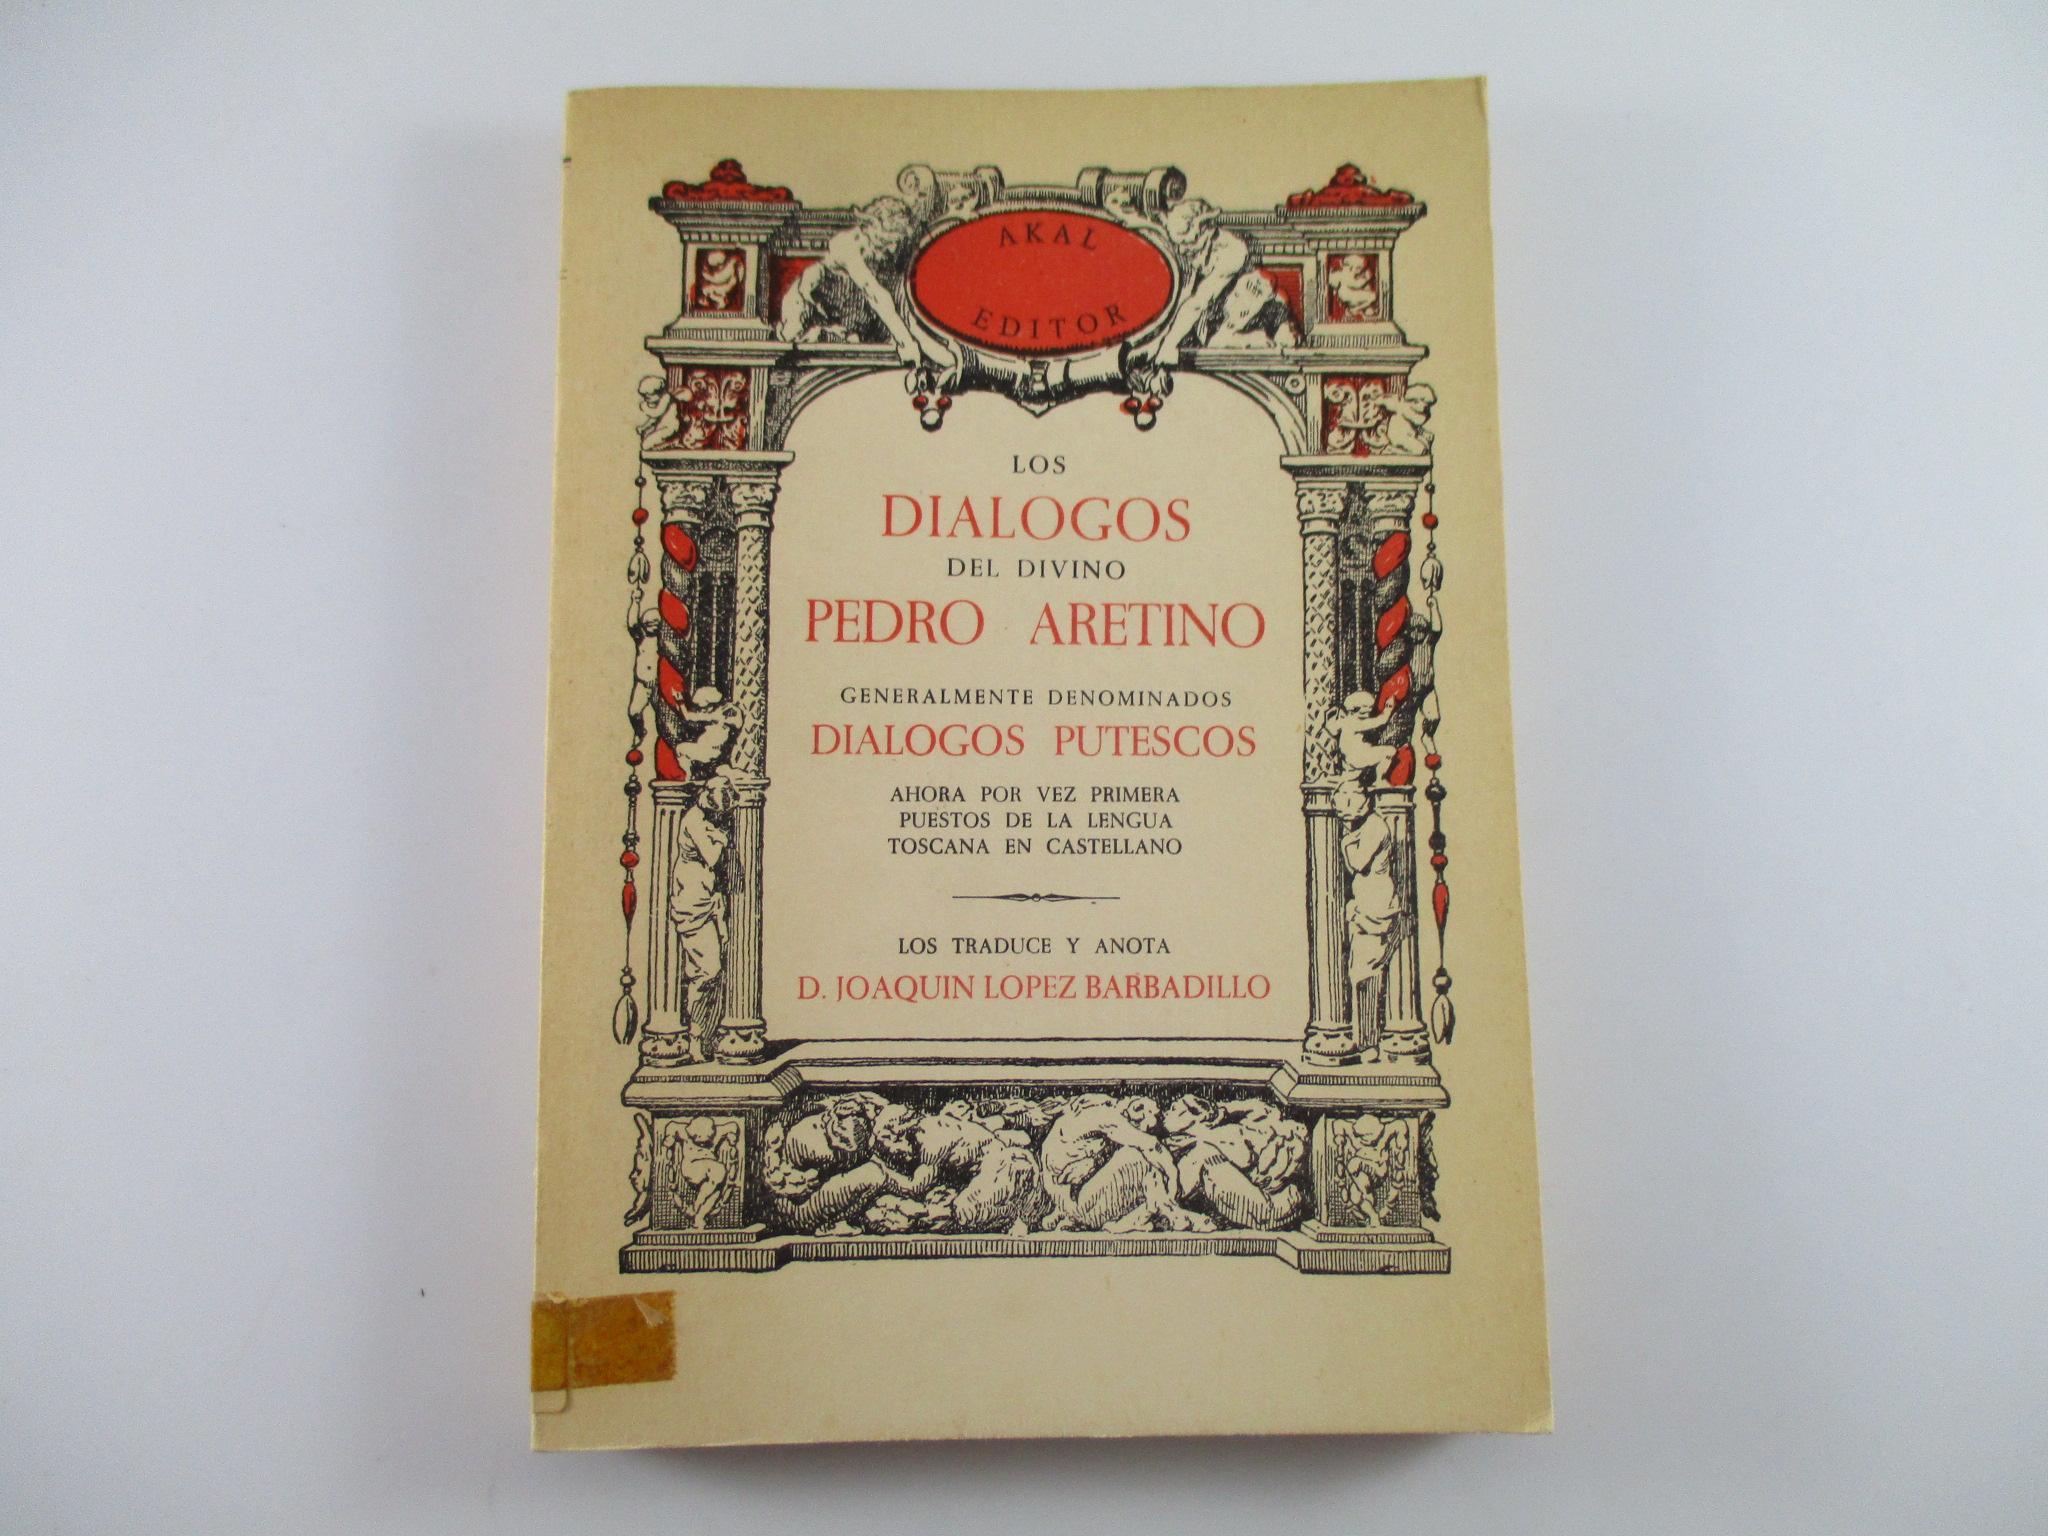 AKAL
EDITOR
LOS
DIALOGOS
DEL DIVINO
PEDRO ARETINO
GENERALMENTE DENOMINADOS
DIALOGOS PUTESCOS
AHORA POR VEZ PRIMERA
PUESTOS DE LA LENGUA
TOSCANA EN CASTELLANO
LOS TRADUCE Y ANOTA
D. JOAQUIN LOPEZ BARBADILLO